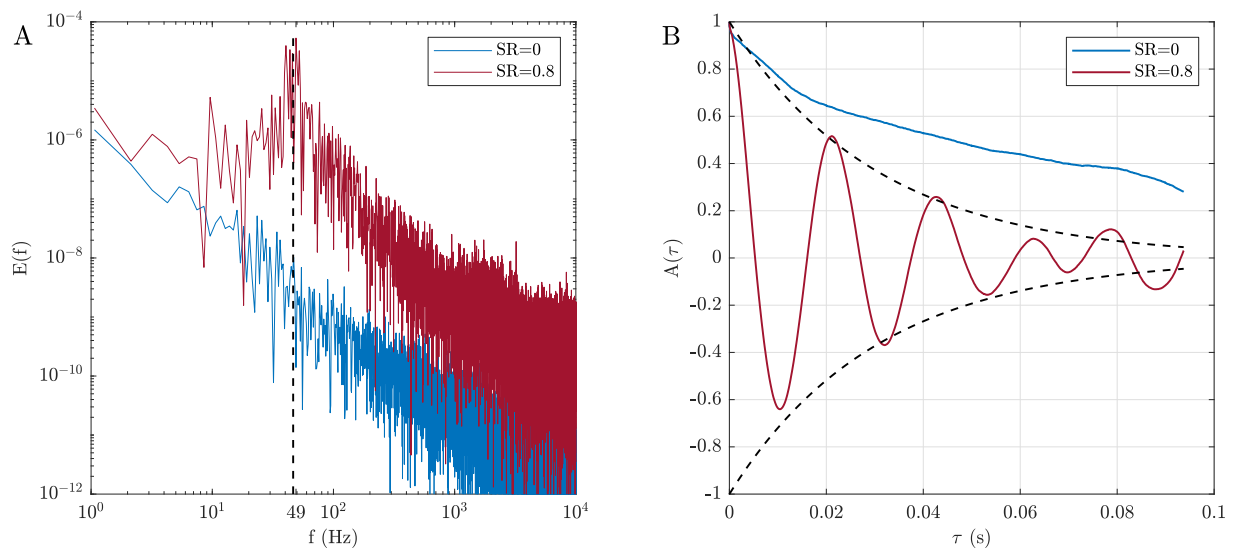 A
10^-4
10^-6
10^-8
10^-10
10^-12
E(f)
SR=0
SR=0.8
10^0
10^1
49
10^2
10^3
10^4
f (Hz)
B
1
0.8
0.6
0.4
0.2
0
-0.2
-0.4
-0.6
-0.8
-1
A(τ)
SR=0
SR=0.8
0
0.02
0.04
0.06
0.08
0.1
τ (s)